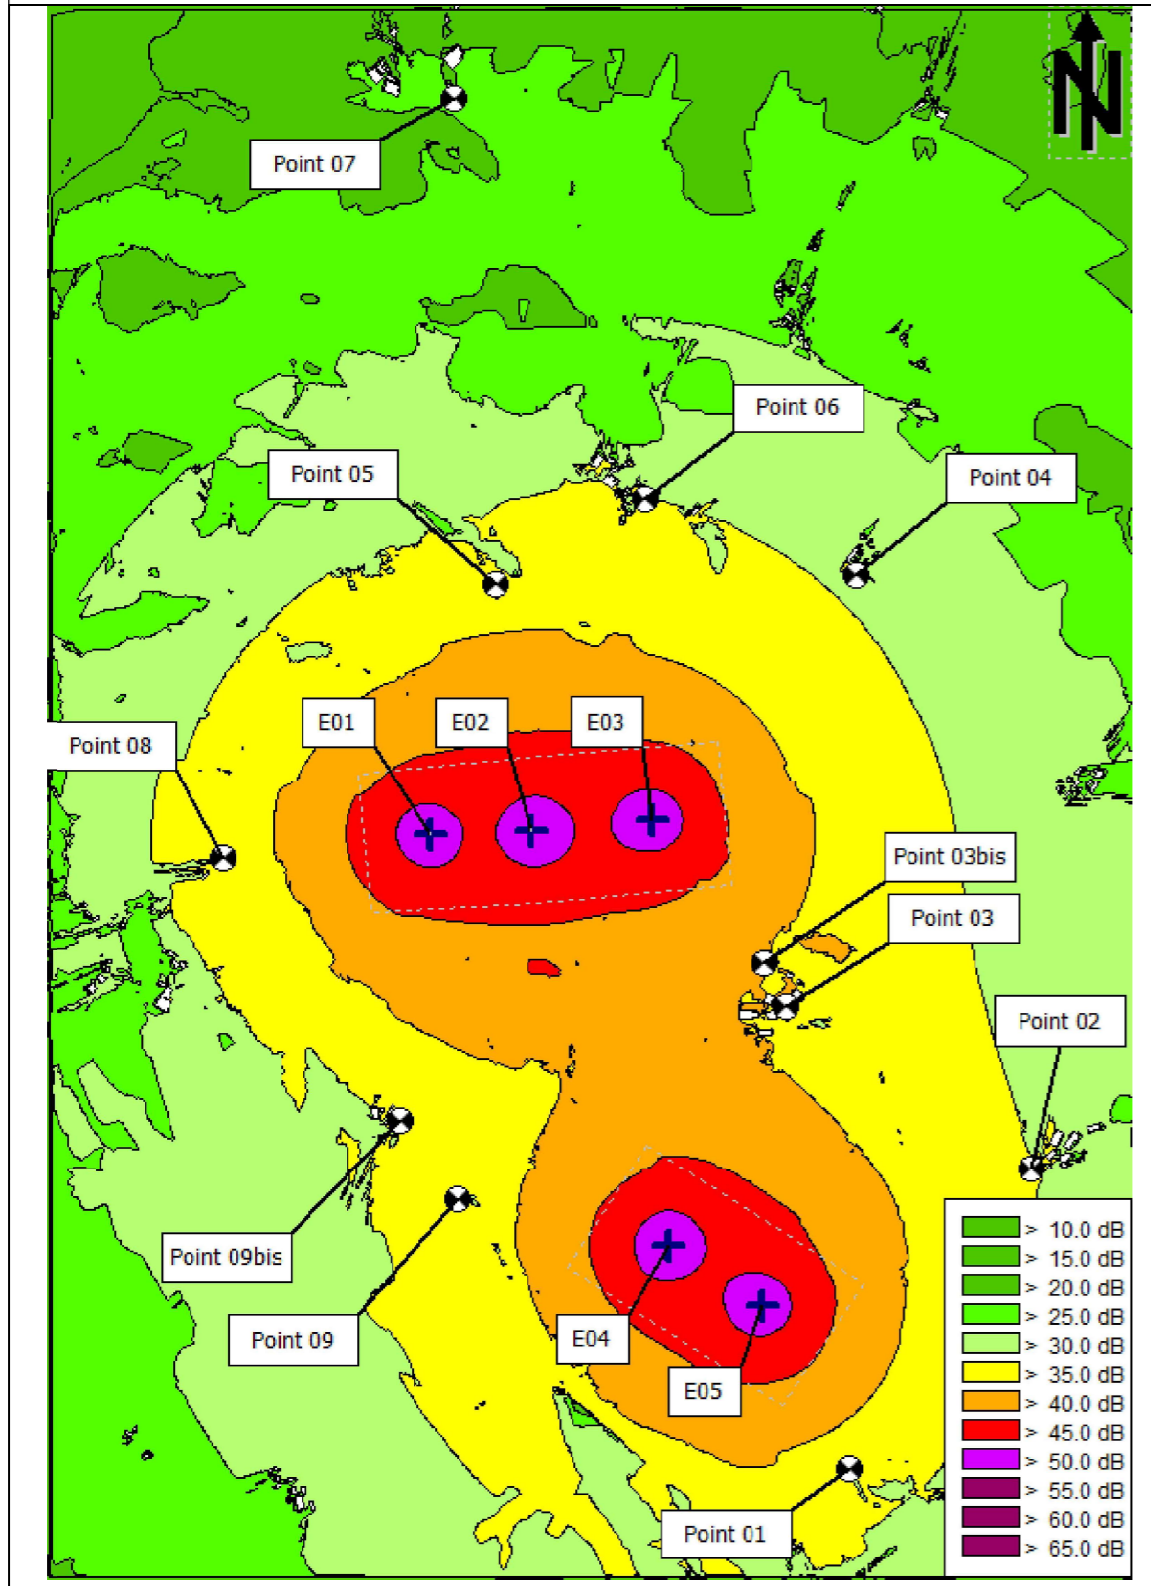 N
Point 07
Point 06
Point 05
Point 04
E01
E02
E03
Point 08
Point 03bis
Point 03
Point 02
Point 09bis
Point 09
E04
E05
Point 01
> 10.0 dB
> 15.0 dB
> 20.0 dB
> 25.0 dB
> 30.0 dB
> 35.0 dB
> 40.0 dB
> 45.0 dB
> 50.0 dB
> 55.0 dB
> 60.0 dB
> 65.0 dB